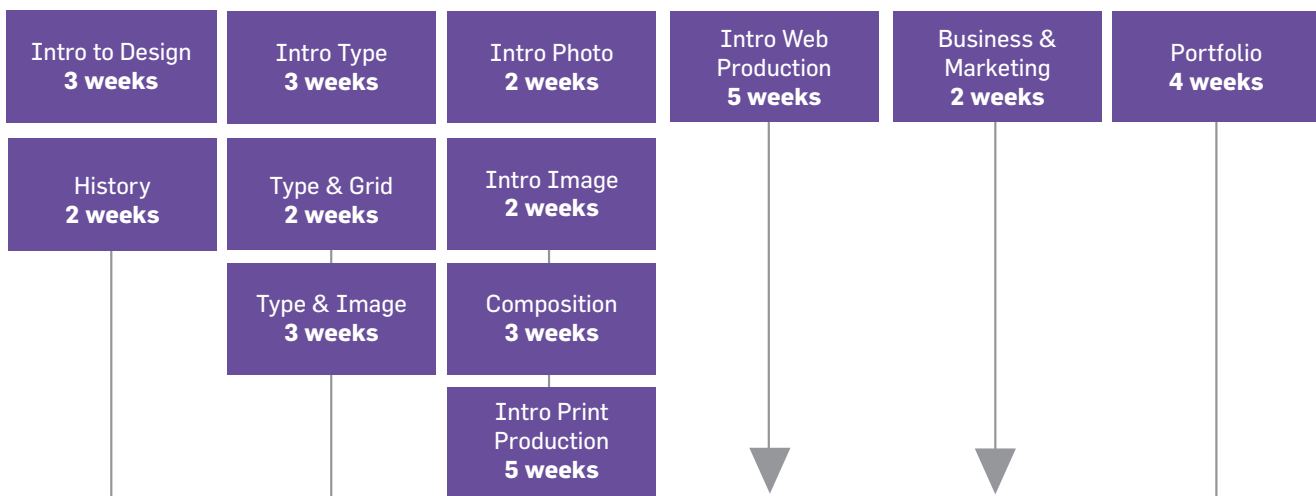 Intro to Design
3 weeks
Intro Type
3 weeks
Intro Photo
2 weeks
Intro Web
Production
5 weeks
Business &
Marketing
2 weeks
Portfolio
4 weeks
History
2 weeks
Type & Grid
2 weeks
Intro Image
2 weeks
Type & Image
3 weeks
Composition
3 weeks
Intro Print
Production
5 weeks